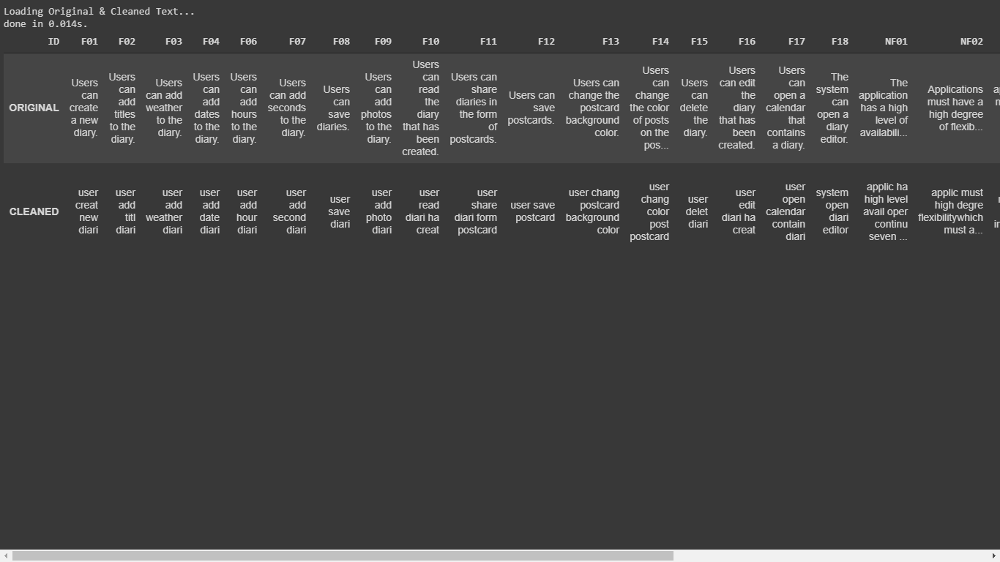 Loading Original & Cleaned Text...
done in 0.014s.
ID F01 F02 F03 F04 F06 F07 F08 F09 F10 F11 F12 F13 F14 F15 F16 F17 F18 NF01 NF02
ORIGINAL
Users
can
create
a new
diary.
Users
can
add
titles
to the
diary.
Users
can add
weather
to the
diary.
Users
can
add
dates
to the
diary.
Users
can
add
hours
to the
diary.
Users
can add
seconds
to the
diary.
Users
can
save
diaries.
Users
can
add
photos
to the
diary.
Users
can
read
the
diary
that has
been
created.
Users can
share
diaries in
the form
of
postcards.
Users can
save
postcards.
Users can
change the
postcard
background
color.
Users
can
change
the color
of posts
on the
pos...
Users
can
delete
the
diary.
Users
can edit
the
diary
that has
been
created.
Users
can
open a
calendar
that
contains
a diary.
The
system
can
open a
diary
editor.
The
application
has a high
level of
availabili...
Applications
must have a
high degree
of flexib...
CLEANED
user
creat
new
diari
user
add
titl
diari
user
add
weather
diari
user
add
date
diari
user
add
hour
diari
user
add
second
diari
user
save
diari
user
add
photo
diari
user
read
diari ha
creat
user
share
diari form
postcard
user save
postcard
user chang
postcard
background
color
user
chang
color
post
postcard
user
delet
diari
user
edit
diari ha
creat
user
open
calendar
contain
diari
system
open
diari
editor
applic ha
high level
avail oper
continu
seven ...
applic must
high degre
flexibilitywhich
must a...